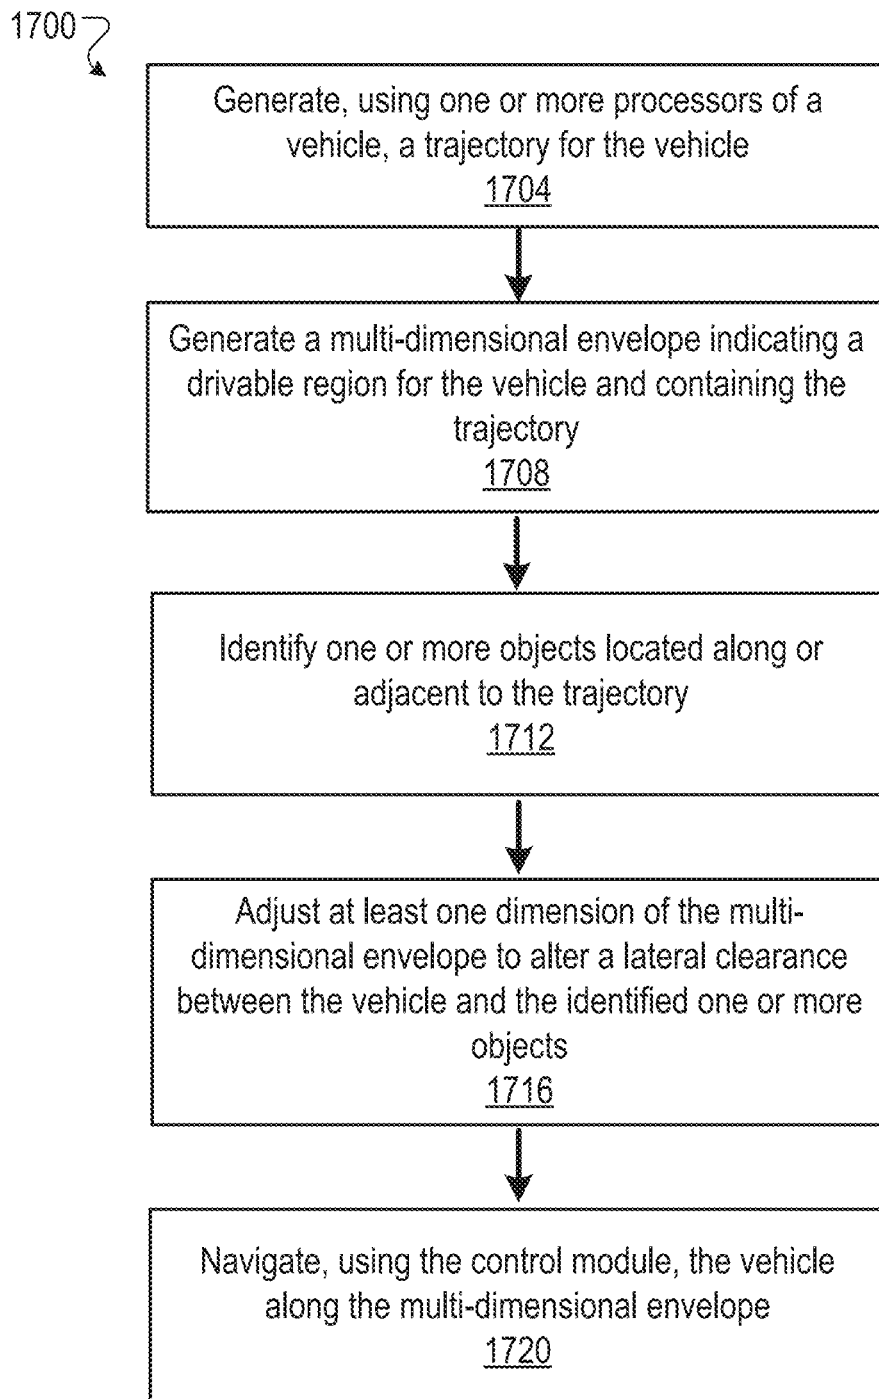 1700
Generate, using one or more processors of a
vehicle, a trajectory for the vehicle
1704
Generate a multi-dimensional envelope indicating a
drivable region for the vehicle and containing the
trajectory
1708
Identify one or more objects located along or
adjacent to the trajectory
1712
Adjust at least one dimension of the multi-
dimensional envelope to alter a lateral clearance
between the vehicle and the identified one or more
objects
1716
Navigate, using the control module, the vehicle
along the multi-dimensional envelope
1720